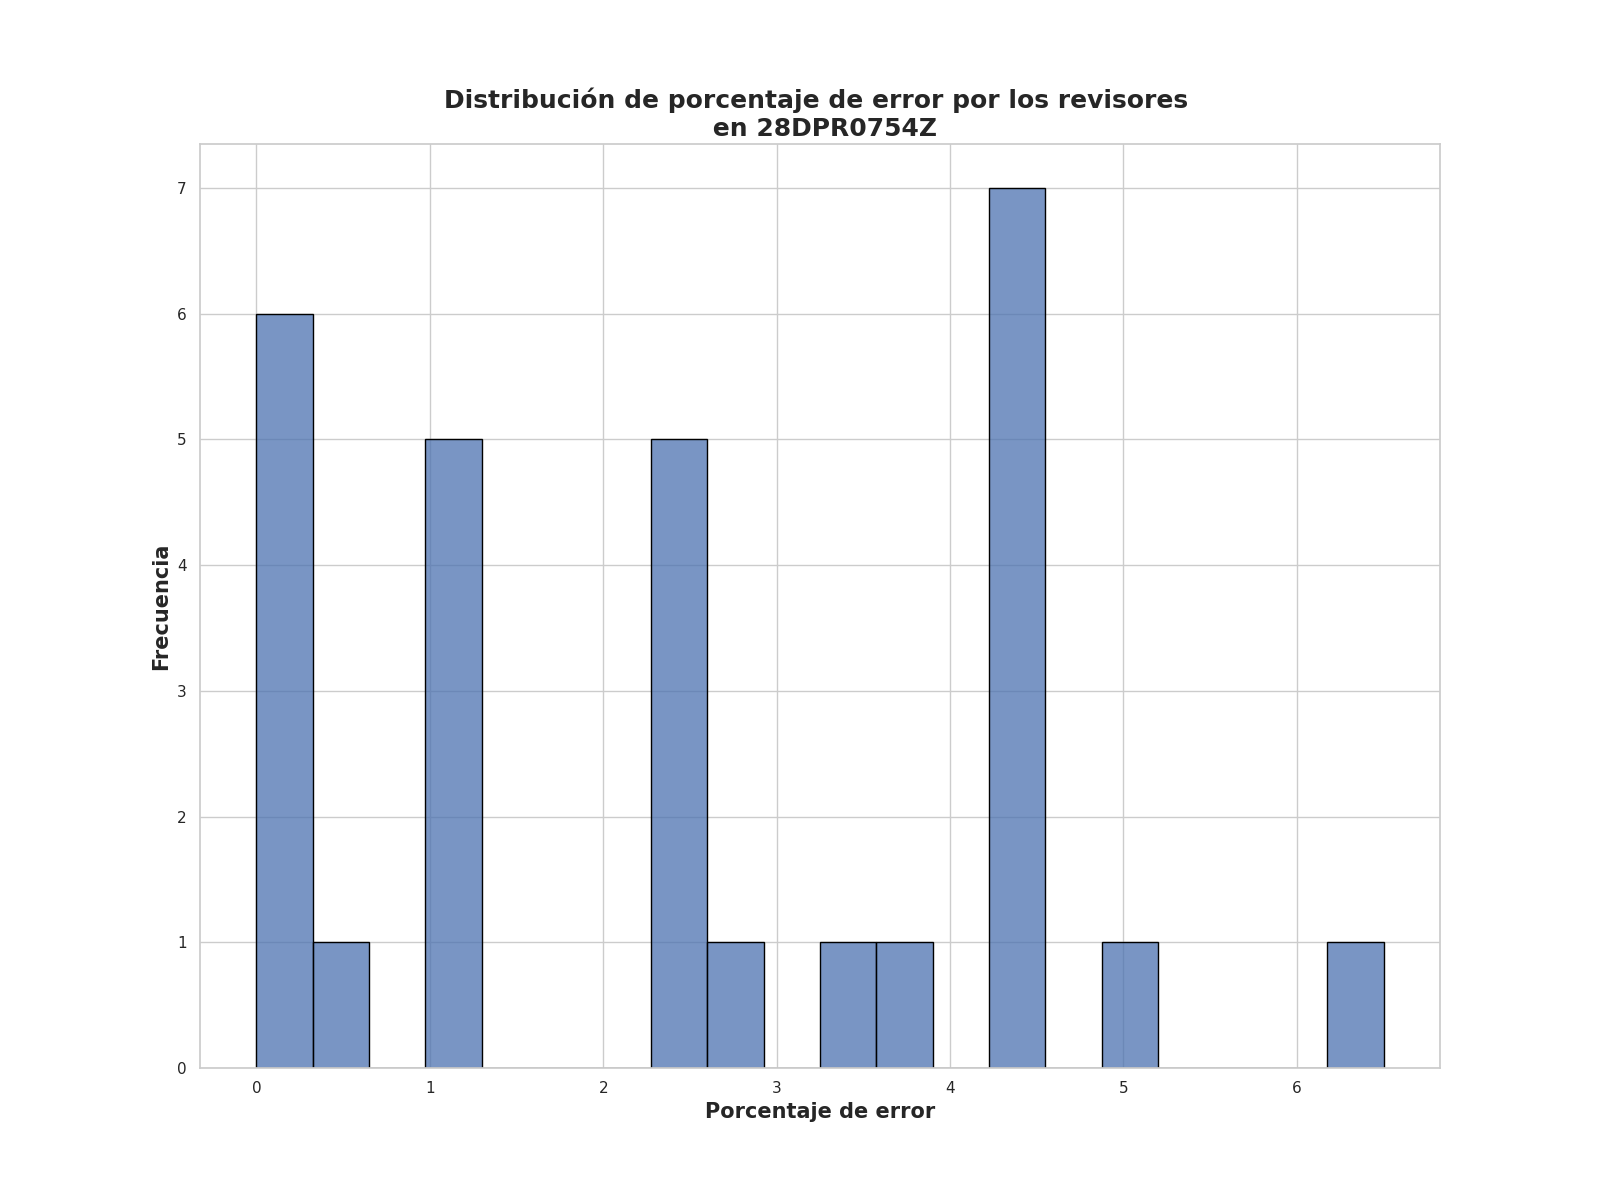 Distribución de porcentaje de error por los revisores
en 28DPR0754Z
Frecuencia
7
6
5
4
3
2
1
0
0 1 2 3 4 5 6
Porcentaje de error